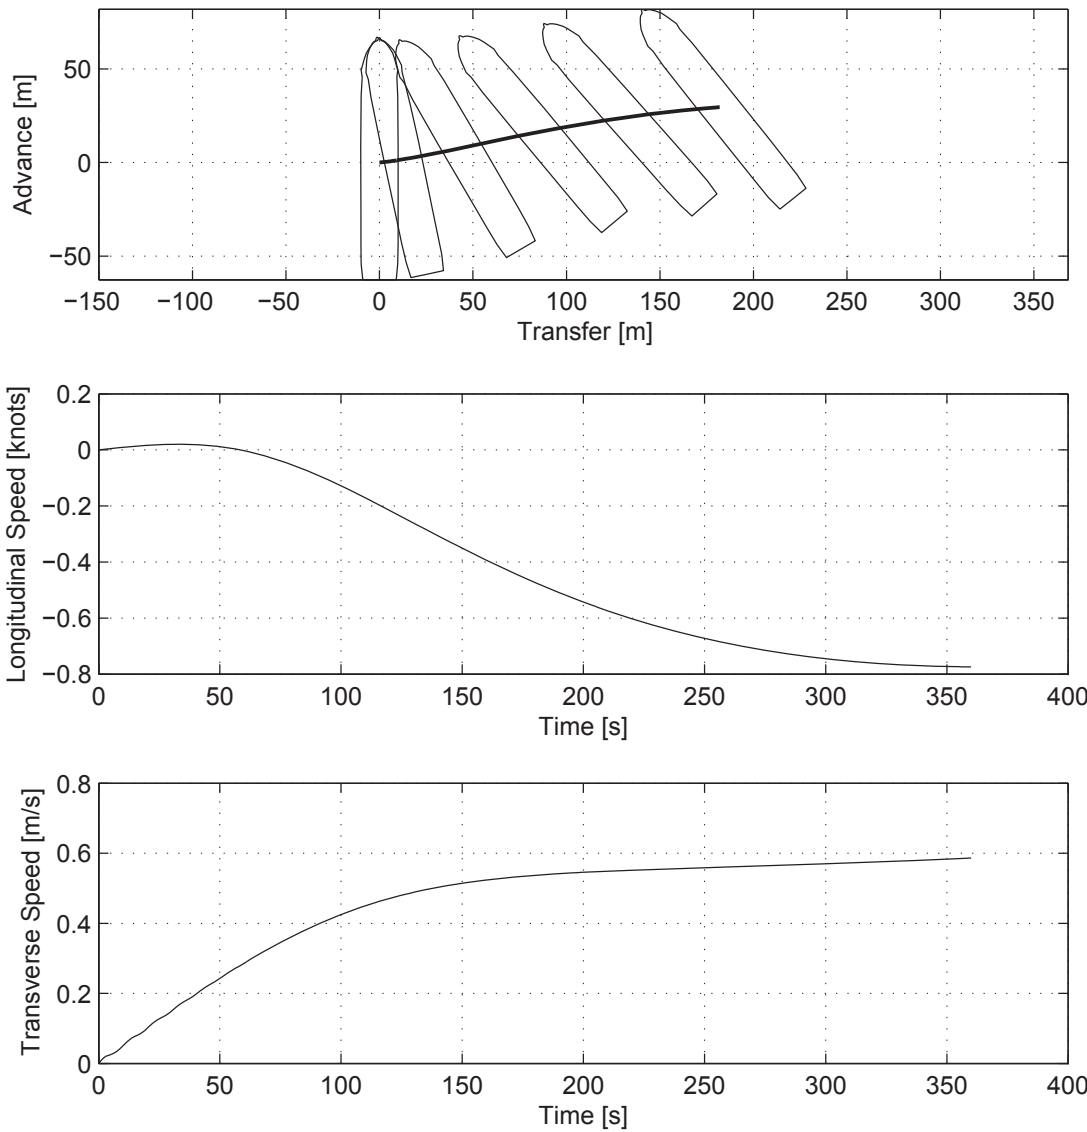 Advance [m]
50
0
−50
−150 −100 −50 0 50 100 150 200 250 300 350
Transfer [m]
Longitudinal Speed [knots]
0.2
0
−0.2
−0.4
−0.6
−0.8
0 50 100 150 200 250 300 350 400
Time [s]
Transverse Speed [m/s]
0.8
0.6
0.4
0.2
0
0 50 100 150 200 250 300 350 400
Time [s]